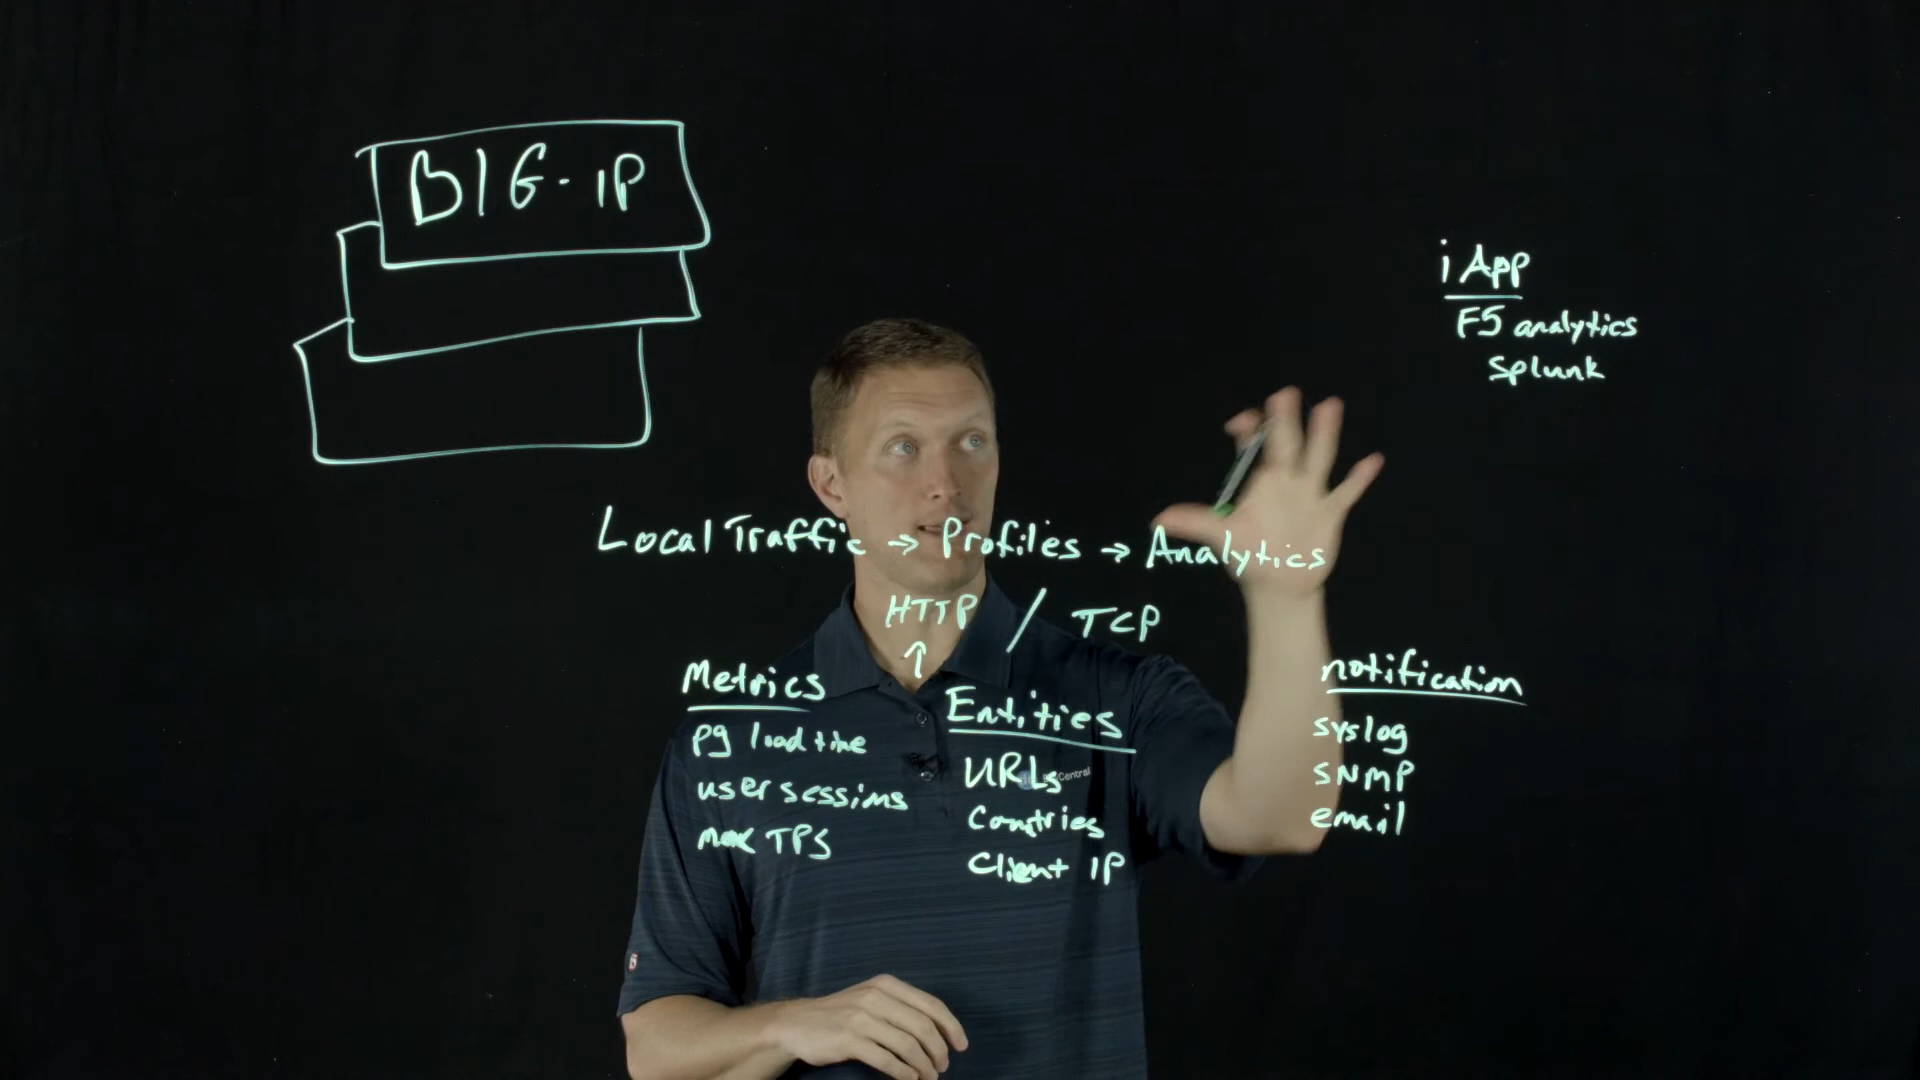 BIG-IP
iApp
F5 analytics
Splunk
Local Traffic → Profiles → Analytics
HTTP / TCP
↑
Metrics
pg load time
user sessions
max TPS
Entities
URLs
Countries
Client IP
notification
syslog
SNMP
email
Central